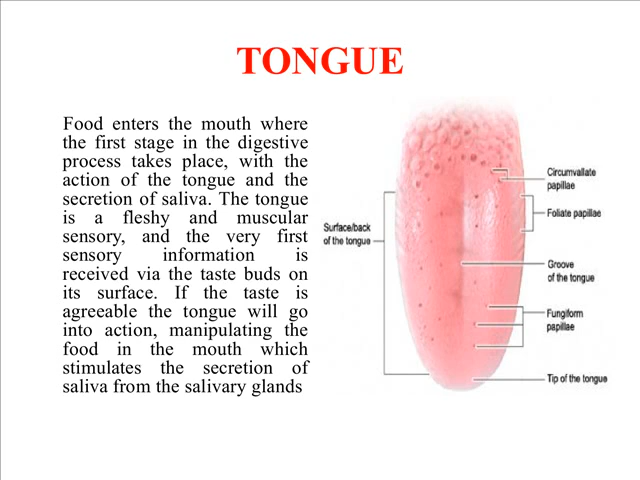 TONGUE
Food enters the mouth where
the first stage in the digestive
process takes place, with the
action of the tongue and the
secretion of saliva. The tongue
is a fleshy and muscular
sensory, and the very first
sensory information is
received via the taste buds on
its surface. If the taste is
agreeable the tongue will go
into action, manipulating the
food in the mouth which
stimulates the secretion of
saliva from the salivary glands
Surface/back
of the tongue
Circumvallate
papillae
Foliate papillae
Groove
of the tongue
Fungiform
papillae
Tip of the tongue